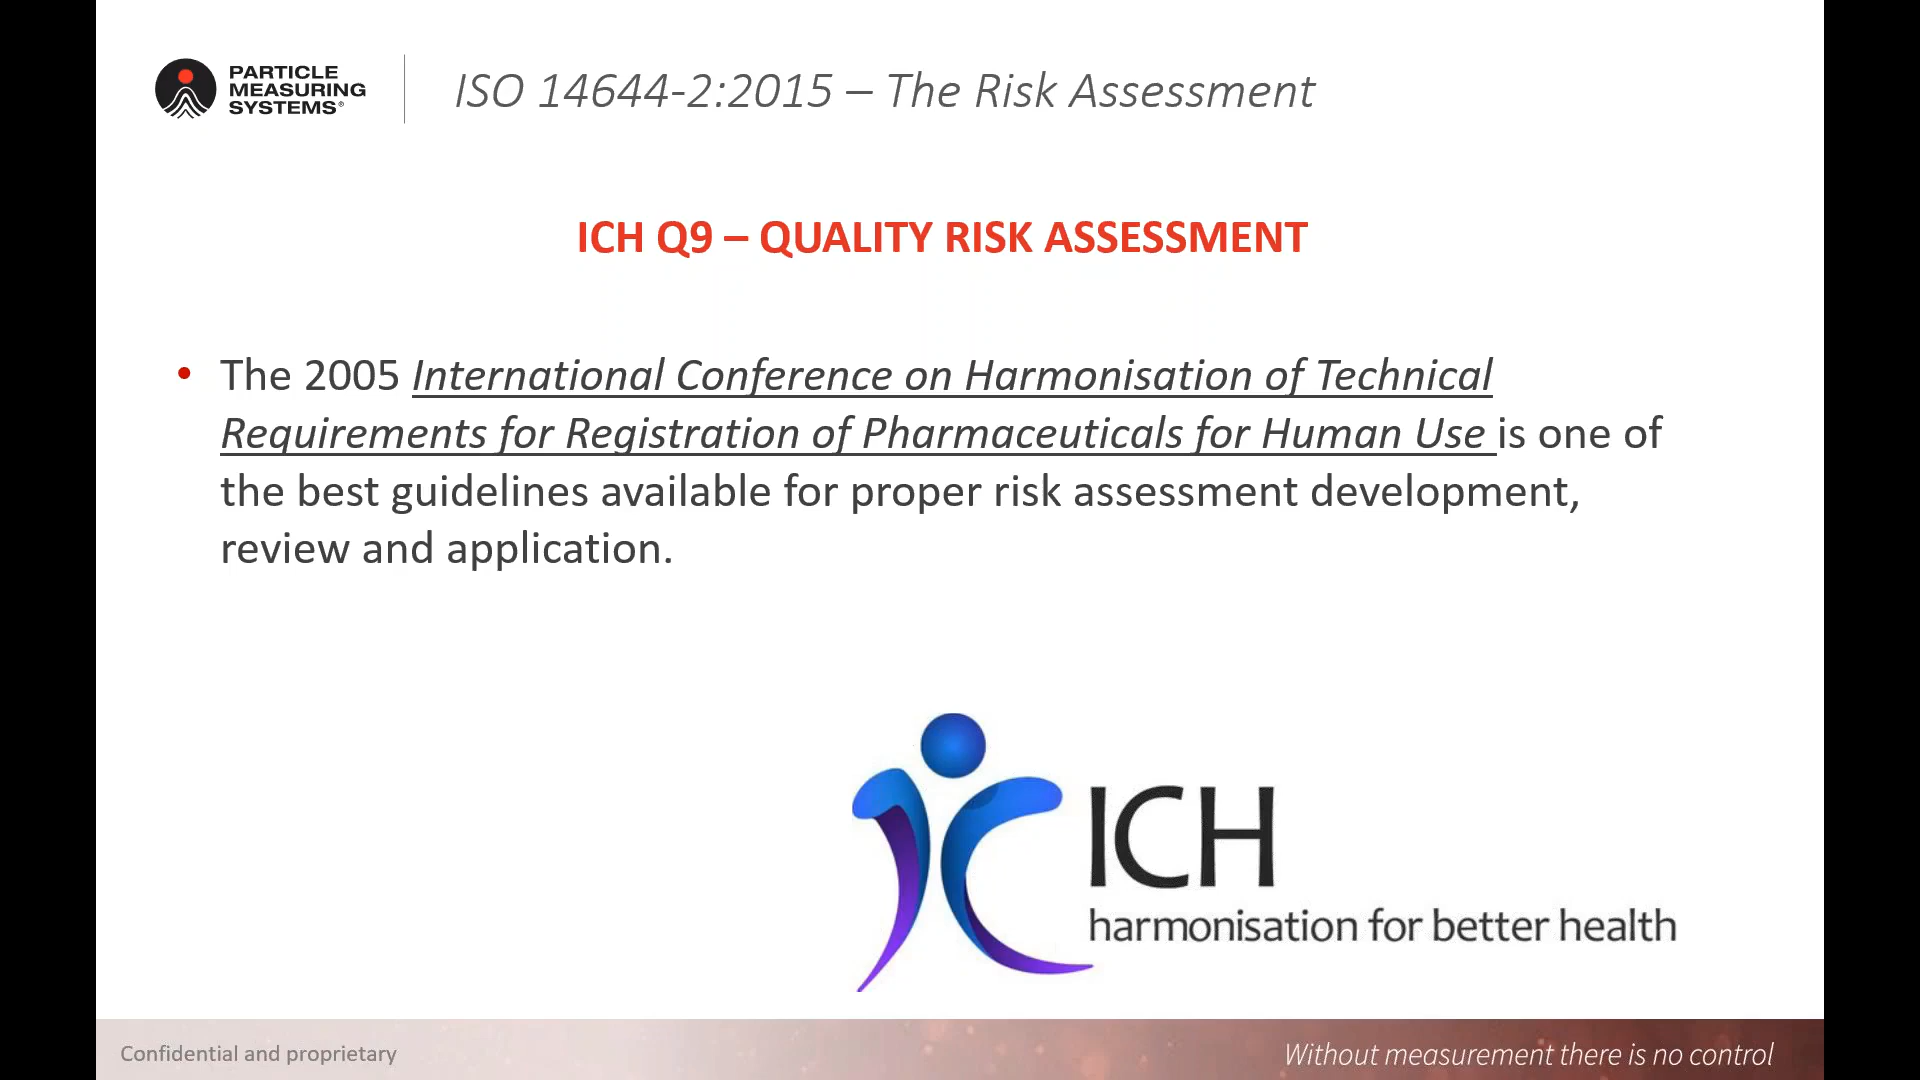 PARTICLE
MEASURING
SYSTEMS®
ISO 14644-2:2015 – The Risk Assessment
ICH Q9 – QUALITY RISK ASSESSMENT
• The 2005 International Conference on Harmonisation of Technical
Requirements for Registration of Pharmaceuticals for Human Use is one of
the best guidelines available for proper risk assessment development,
review and application.
ICH
harmonisation for better health
Confidential and proprietary
Without measurement there is no control